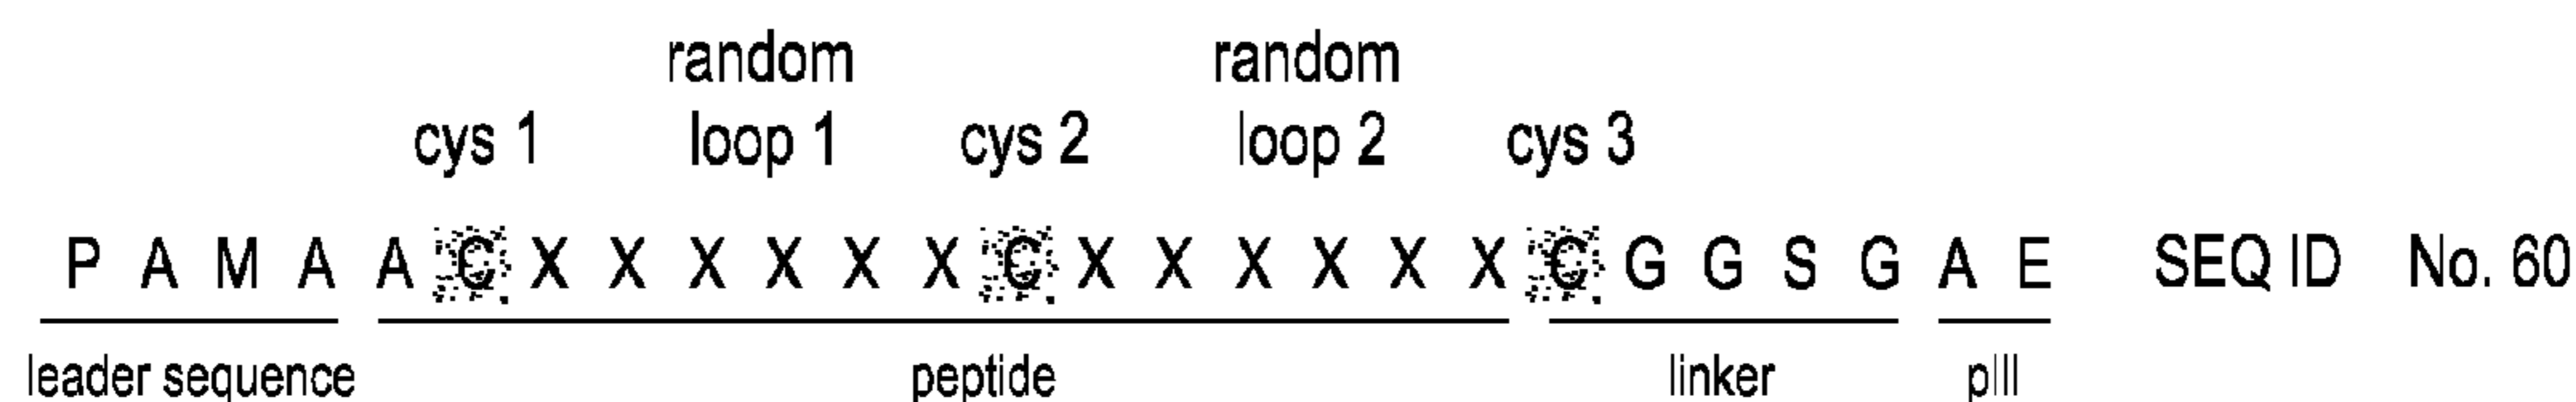 random random
cys 1 loop 1 cys 2 loop 2 cys 3
P A M A A C X X X X X X C X X X X X X C G G S G A E SEQ ID No. 60
leader sequence peptide linker pIII